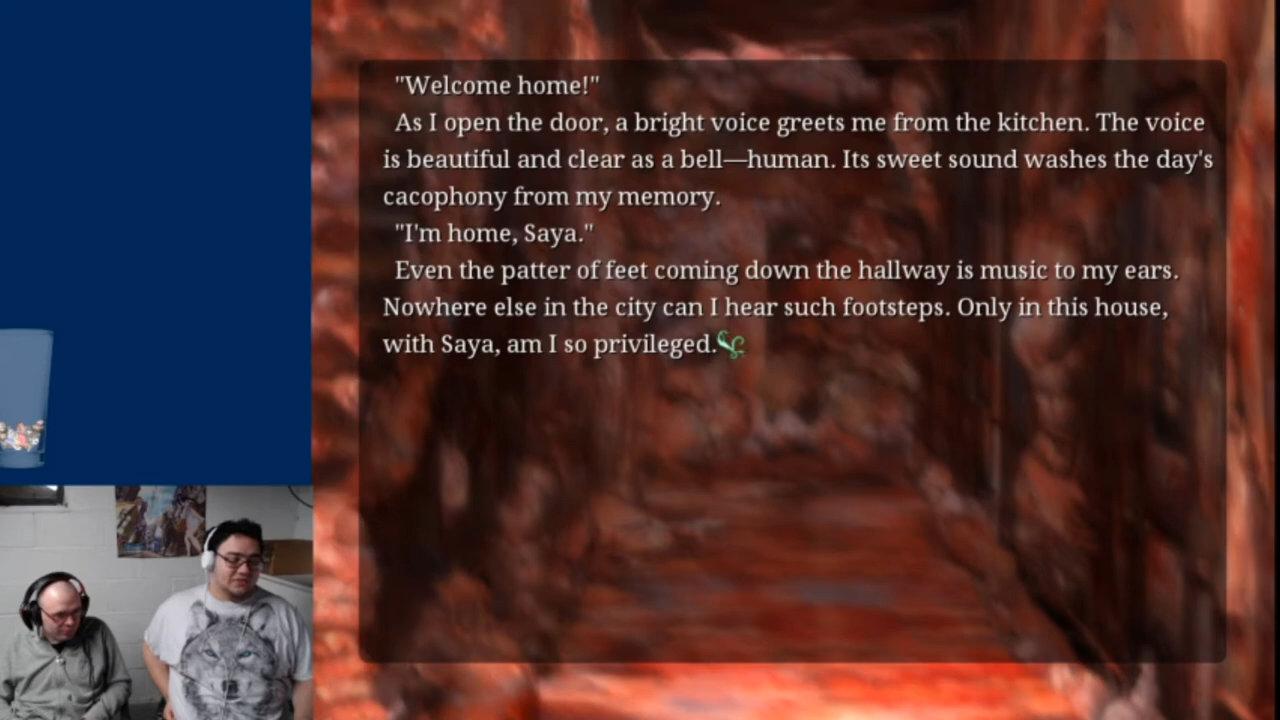 "Welcome home!"
As I open the door, a bright voice greets me from the kitchen. The voice
is beautiful and clear as a bell—human. Its sweet sound washes the day's
cacophony from my memory.
"I'm home, Saya."
Even the patter of feet coming down the hallway is music to my ears.
Nowhere else in the city can I hear such footsteps. Only in this house,
with Saya, am I so privileged.